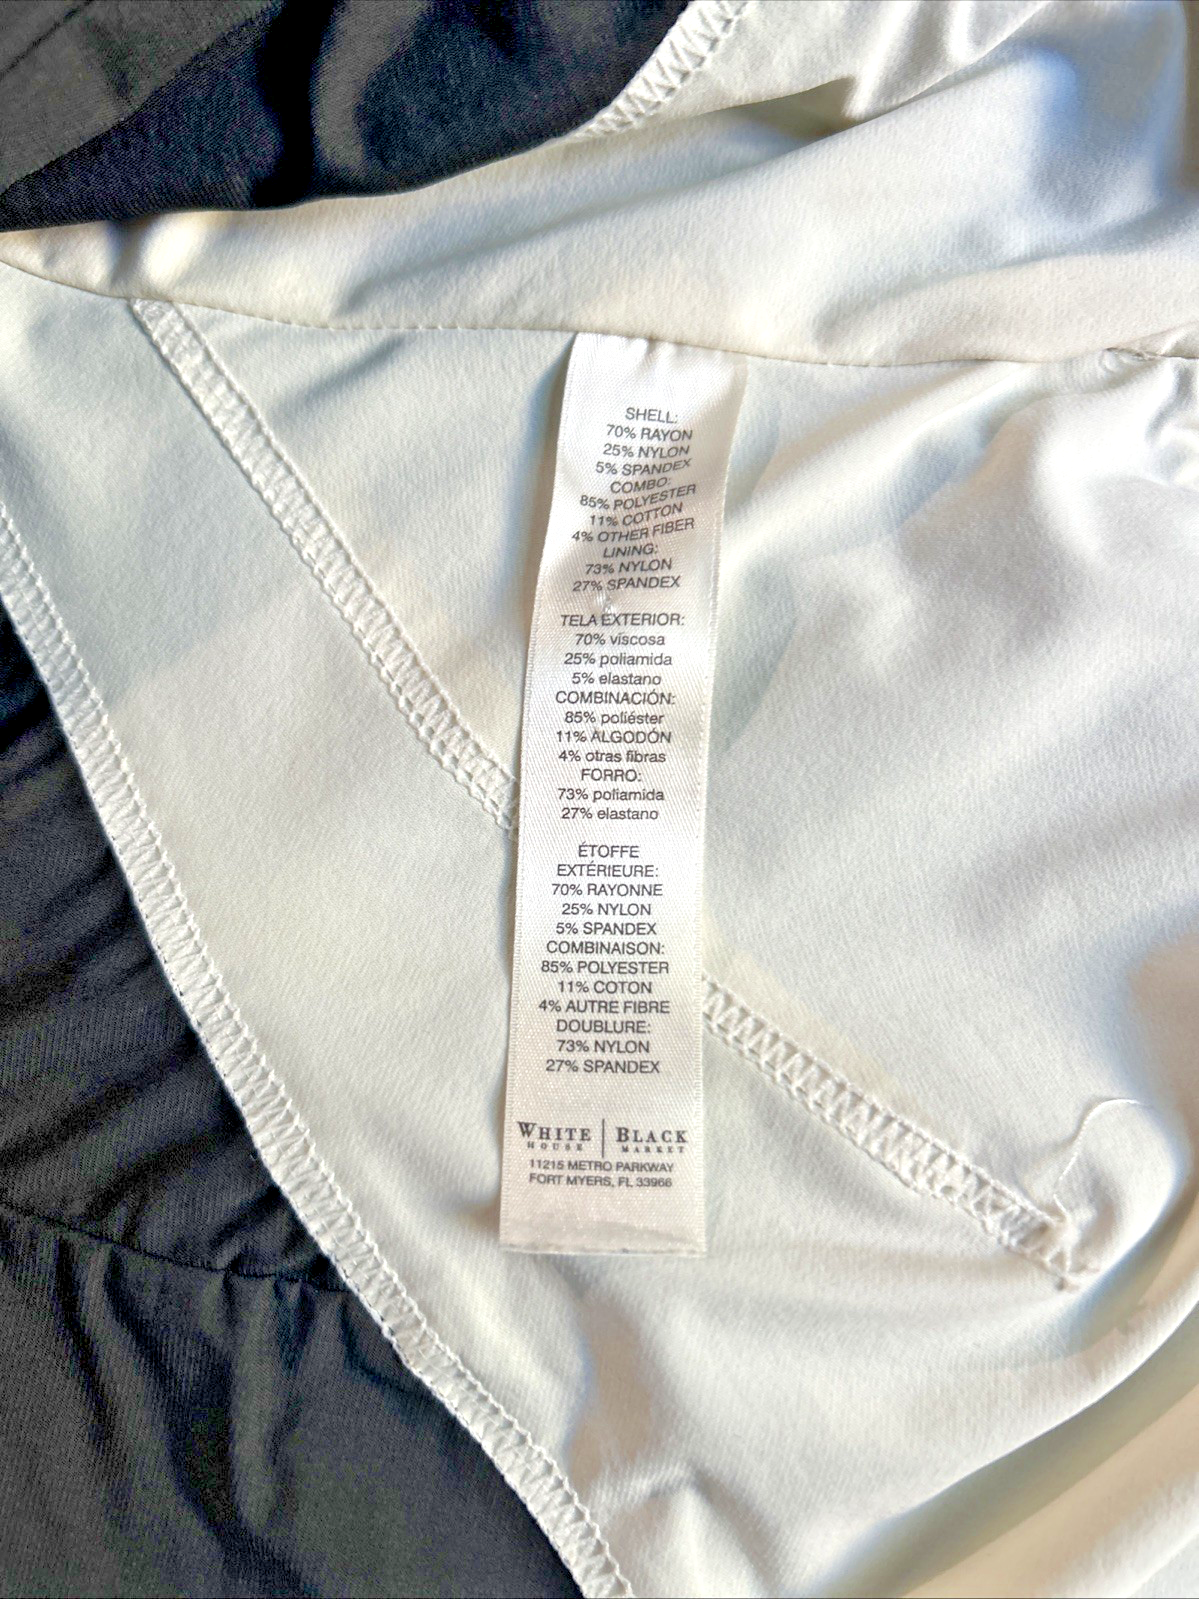 SHELL:
70% RAYON
25% NYLON
5% SPANDEX
COMBO:
85% POLYESTER
11% COTTON
4% OTHER FIBER
LINING:
73% NYLON
27% SPANDEX
TELA EXTERIOR:
70% viscosa
25% poliamida
5% elastano
COMBINACIÓN:
85% poliéster
11% ALGODÓN
4% otras fibras
FORRO:
73% poliamida
27% elastano
ÉTOFFE
EXTÉRIEURE:
70% RAYONNE
25% NYLON
5% SPANDEX
COMBINAISON:
85% POLYESTER
11% COTON
4% AUTRE FIBRE
DOUBLURE:
73% NYLON
27% SPANDEX
WHITE | BLACK
HOUSE MARKET
11215 METRO PARKWAY
FORT MYERS, FL 33966